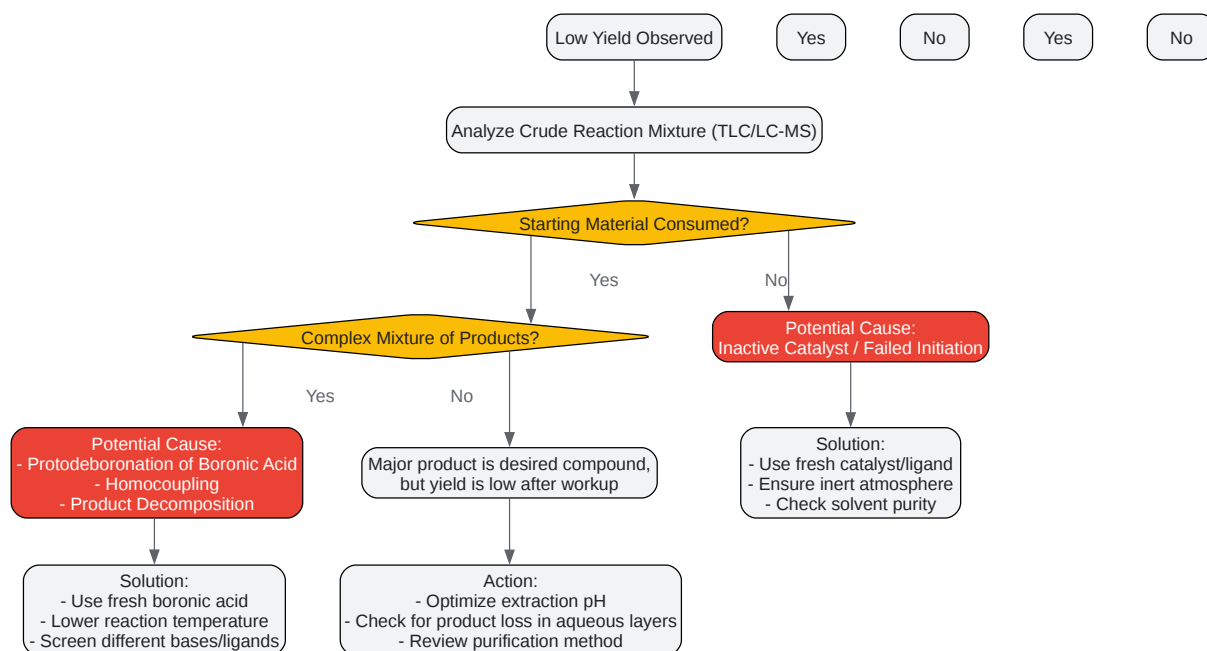 Low Yield Observed
Yes
No
Yes
No
Analyze Crude Reaction Mixture (TLC/LC-MS)
Starting Material Consumed?
Yes
No
Complex Mixture of Products?
Potential Cause:
Inactive Catalyst / Failed Initiation
Yes
No
Potential Cause:
- Protodeboronation of Boronic Acid
- Homocoupling
- Product Decomposition
Major product is desired compound,
but yield is low after workup
Solution:
- Use fresh catalyst/ligand
- Ensure inert atmosphere
- Check solvent purity
Solution:
- Use fresh boronic acid
- Lower reaction temperature
- Screen different bases/ligands
Action:
- Optimize extraction pH
- Check for product loss in aqueous layers
- Review purification method